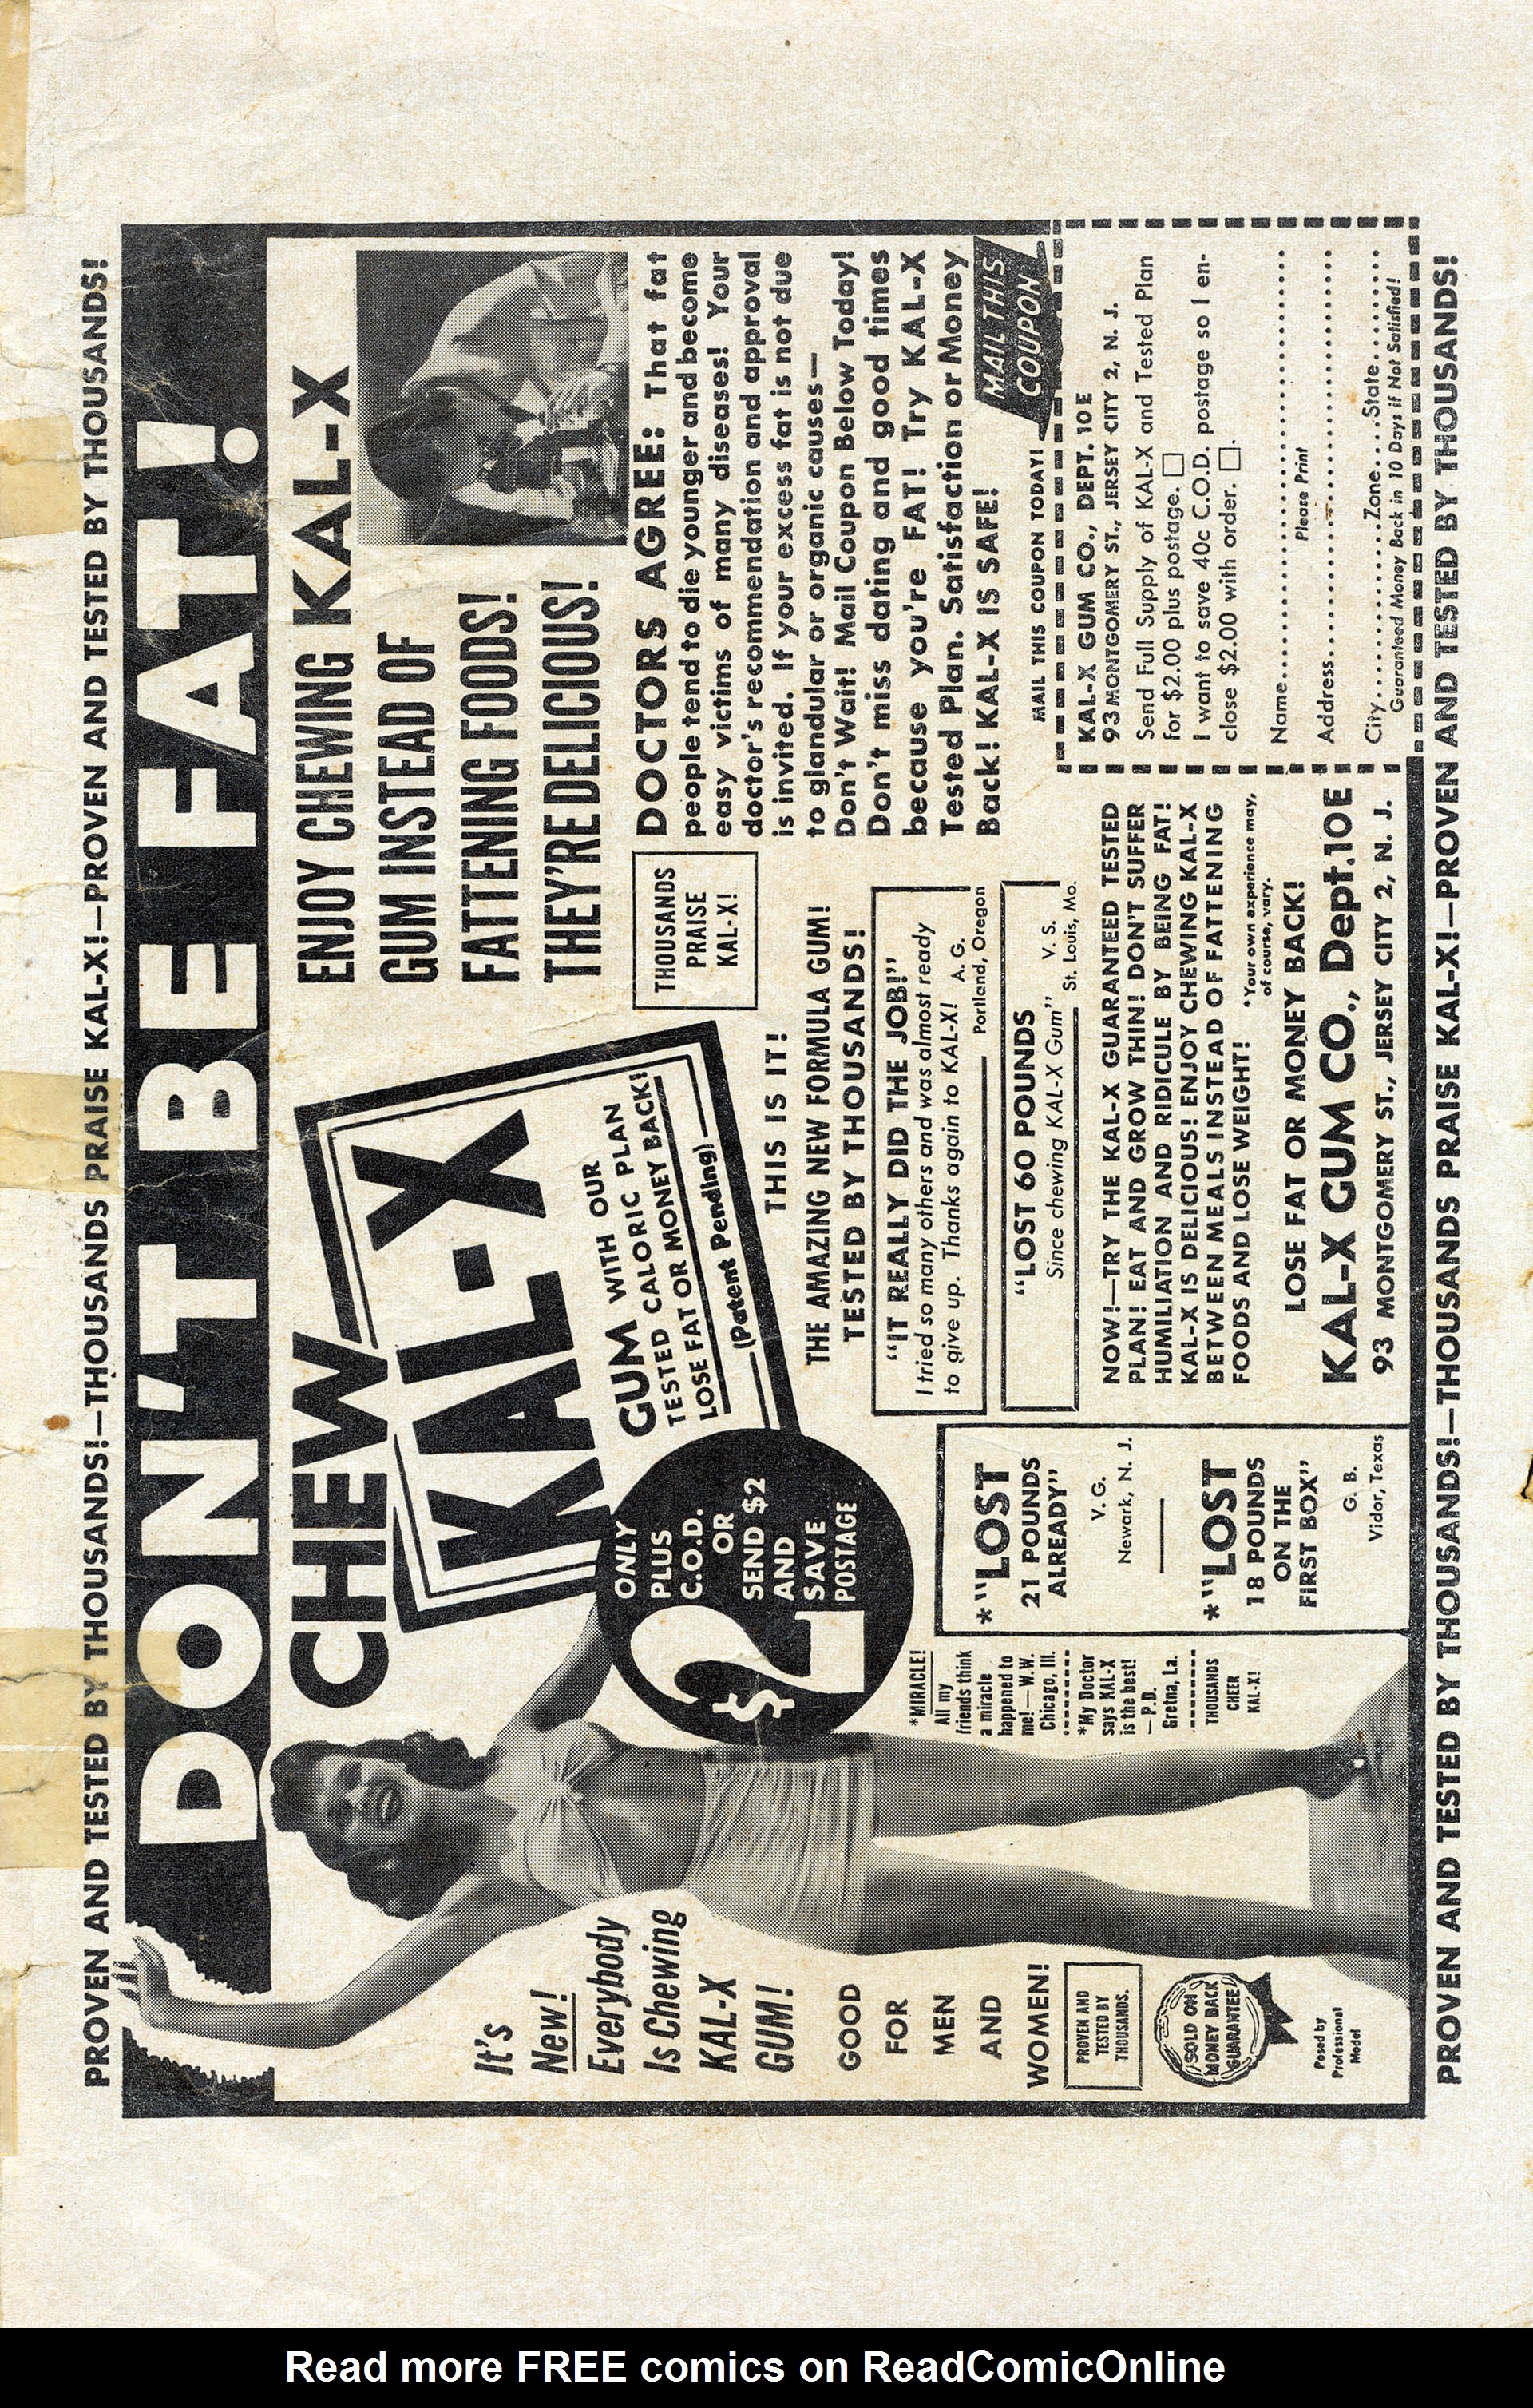 PROVEN AND TESTED BY THOUSANDS!—THOUSANDS PRAISE KAL-X!—PROVEN AND TESTED BY THOUSANDS!
DON'T BE FAT!
CHEW
KAL-X
GUM WITH OUR
TESTED CALORIC PLAN
LOSE FAT OR MONEY BACK!
(Patent Pending)
ONLY
$2
PLUS
C.O.D.
OR
SEND $2
AND
SAVE
POSTAGE
ENJOY CHEWING KAL-X
GUM INSTEAD OF
FATTENING FOODS!
THEY'RE DELICIOUS!
It's
New!
Everybody
Is Chewing
KAL-X
GUM!
GOOD
FOR
MEN
AND
WOMEN!
PROVEN AND
TESTED BY
THOUSANDS.
SOLD ON
MONEY BACK
GUARANTEE
Posed by
Professional
Model
*MIRACLE!
All my
friends think
a miracle
happened to
me!—W.W.
Chicago, Ill.
*My Doctor
says KAL-X
is the best!
—P.D.
Gretna, La.
THOUSANDS
CHEER
KAL-X!
*"LOST
21 POUNDS
ALREADY"
V. G.
Newark, N. J.
*"LOST
18 POUNDS
ON THE
FIRST BOX"
G. B.
Vidor, Texas
THIS IS IT!
THE AMAZING NEW FORMULA GUM!
TESTED BY THOUSANDS!
"IT REALLY DID THE JOB!"
I tried so many others and was almost ready
to give up. Thanks again to KAL-X! A. G.
Portland, Oregon
"LOST 60 POUNDS
Since chewing KAL-X Gum" V. S.
St. Louis, Mo.
NOW!—TRY THE KAL-X GUARANTEED TESTED
PLAN! EAT AND GROW THIN! DON'T SUFFER
HUMILIATION AND RIDICULE BY BEING FAT!
KAL-X IS DELICIOUS! ENJOY CHEWING KAL-X
BETWEEN MEALS INSTEAD OF FATTENING
FOODS AND LOSE WEIGHT!
*Your own experience may,
of course, vary.
LOSE FAT OR MONEY BACK!
KAL-X GUM CO., Dept.10E
93 MONTGOMERY ST., JERSEY CITY 2, N. J.
THOUSANDS
PRAISE
KAL-X!
DOCTORS AGREE: That fat
people tend to die younger and become
easy victims of many diseases! Your
doctor's recommendation and approval
is invited. If your excess fat is not due
to glandular or organic causes—
Don't Wait! Mail Coupon Below Today!
Don't miss dating and good times
because you're FAT! Try KAL-X
Tested Plan. Satisfaction or Money
Back! KAL-X IS SAFE!
MAIL THIS
COUPON
MAIL THIS COUPON TODAY!
KAL-X GUM CO., DEPT. 10E
93 MONTGOMERY ST., JERSEY CITY 2, N. J.
Send Full Supply of KAL-X and Tested Plan
for $2.00 plus postage. □
I want to save 40c C.O.D. postage so I en-
close $2.00 with order. □.
Name
Please Print
Address
City Zone State
Guaranteed Money Back in 10 Days if Not Satisfied!
PROVEN AND TESTED BY THOUSANDS!—THOUSANDS PRAISE KAL-X!—PROVEN AND TESTED BY THOUSANDS!
Read more FREE comics on ReadComicOnline